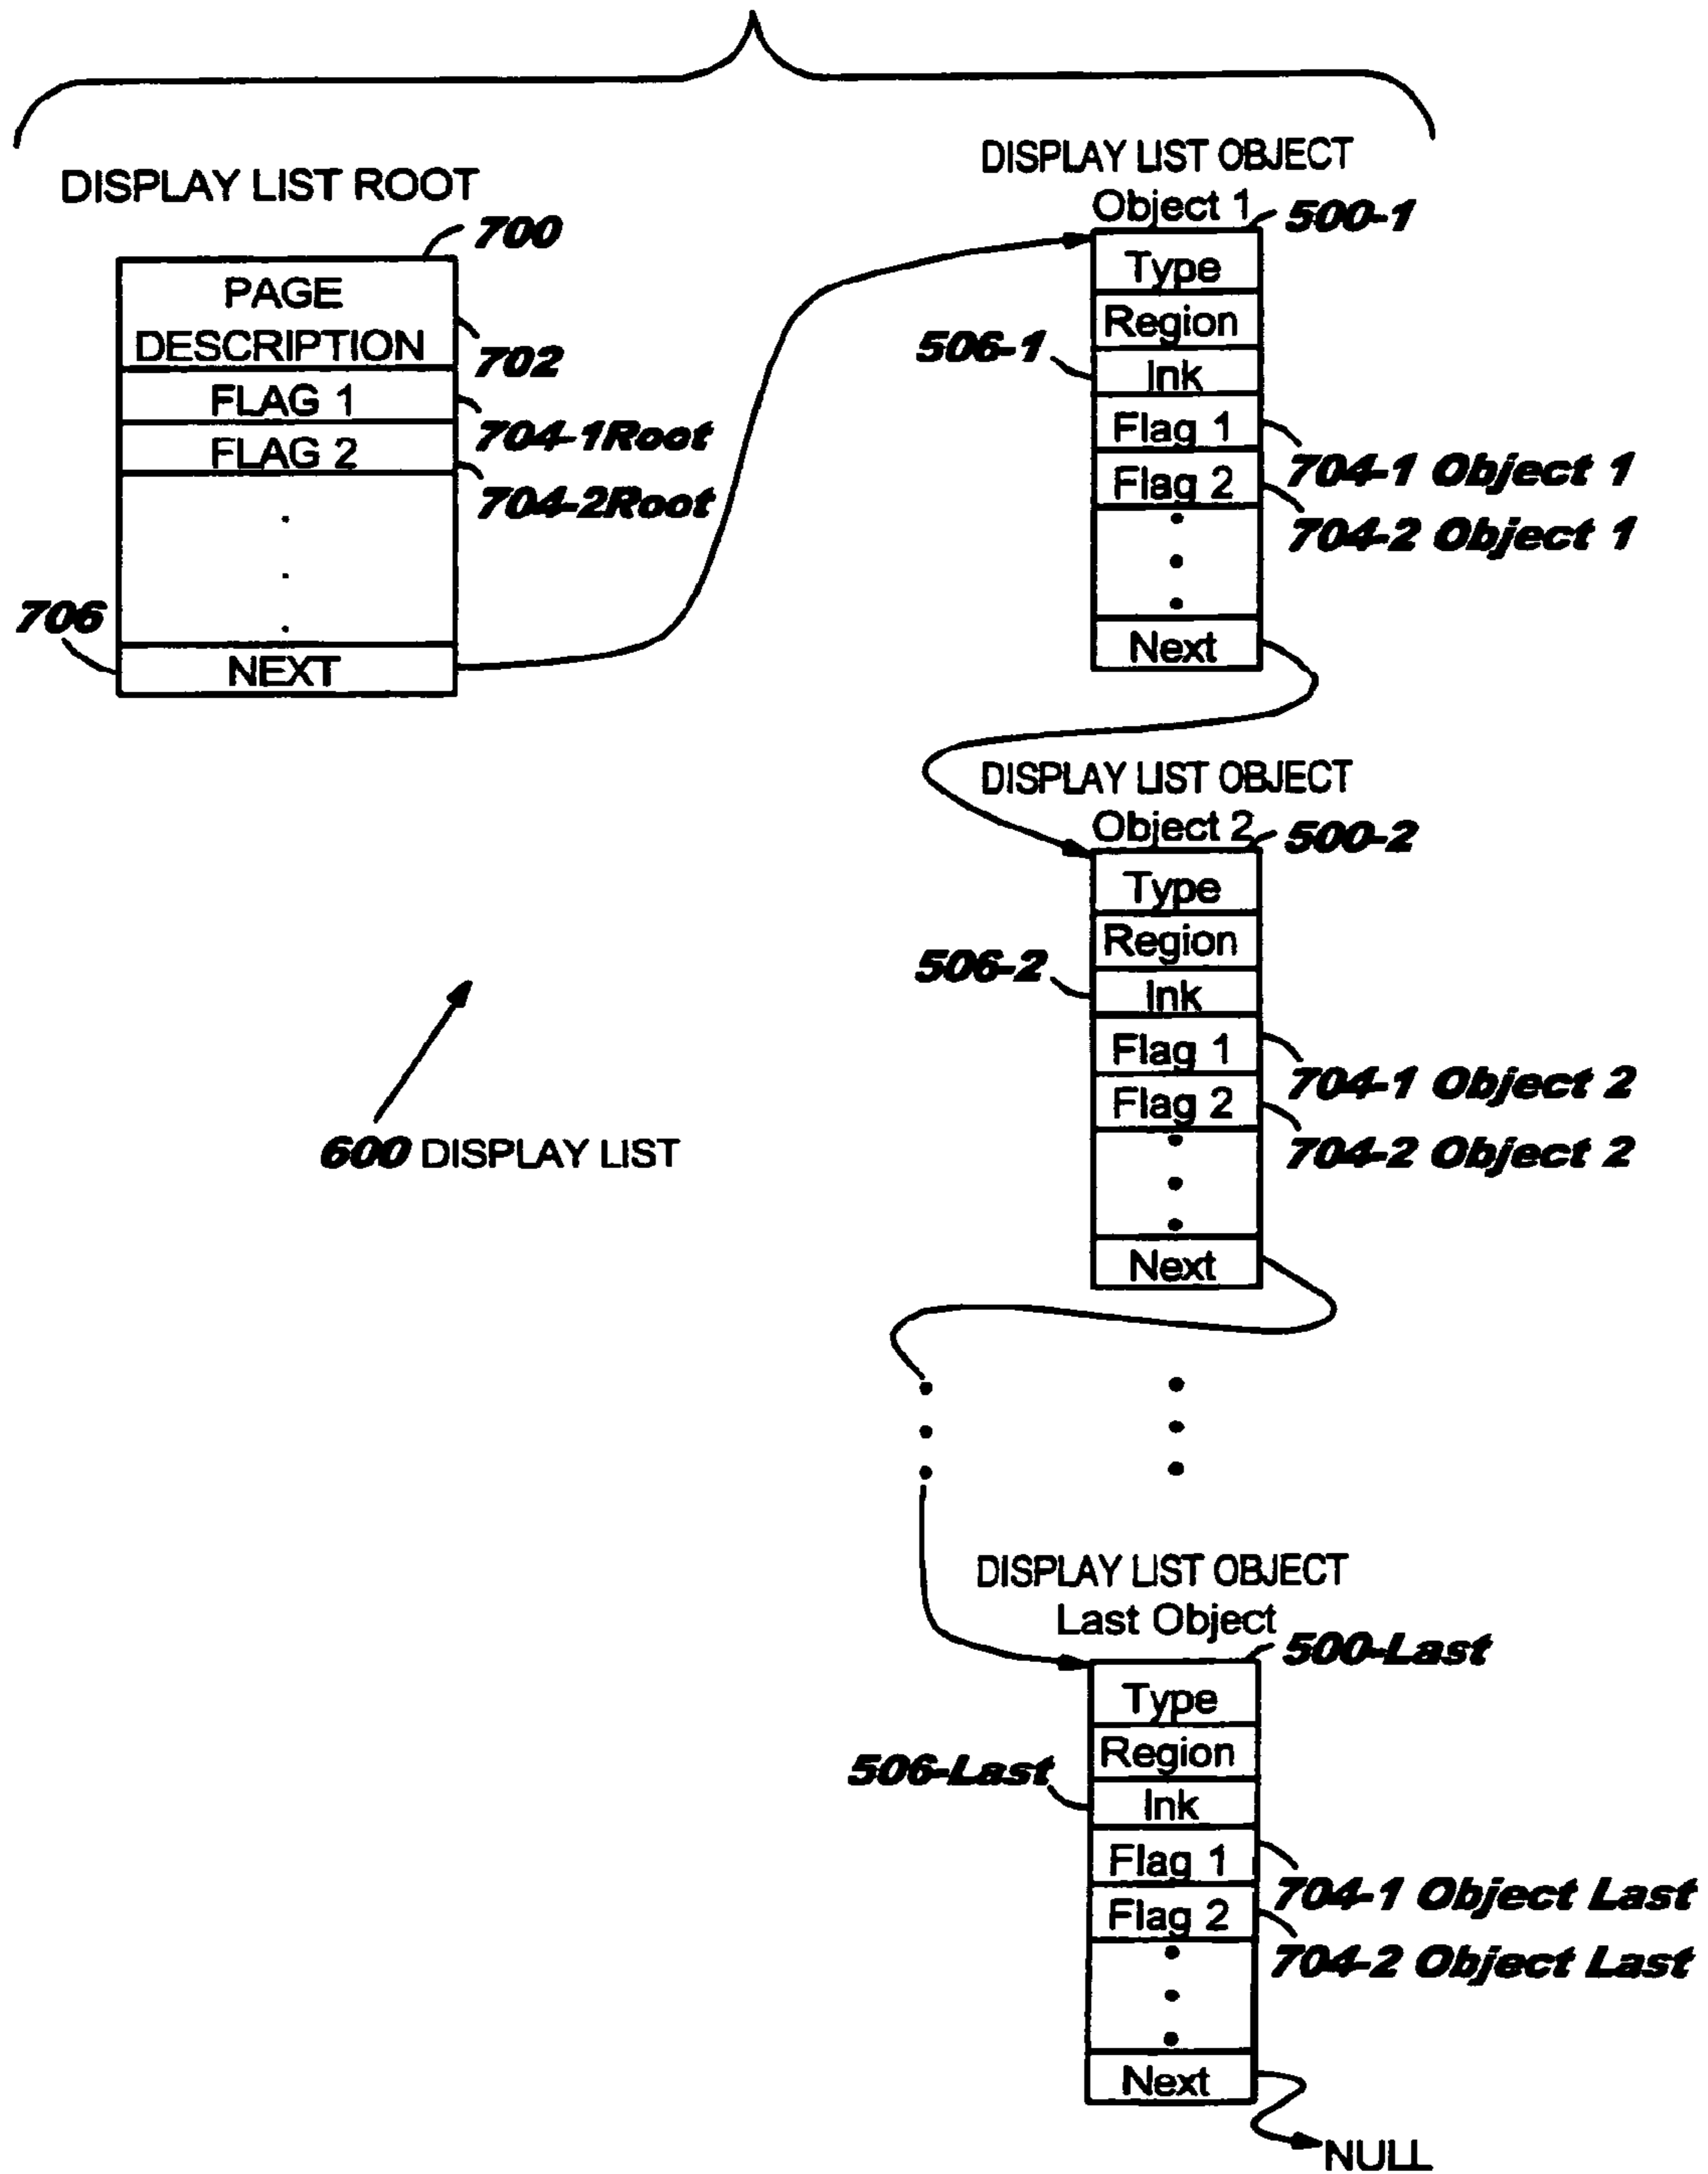 DISPLAY LIST ROOT
700
PAGE
DESCRIPTION
702
FLAG 1
704-1Root
FLAG 2
704-2Root
706
NEXT
DISPLAY LIST OBJECT
Object 1
500-1
Type
Region
506-1
Ink
Flag 1
704-1 Object 1
Flag 2
704-2 Object 1
Next
DISPLAY LIST OBJECT
Object 2
500-2
Type
Region
506-2
Ink
Flag 1
704-1 Object 2
Flag 2
704-2 Object 2
Next
600 DISPLAY LIST
DISPLAY LIST OBJECT
Last Object
500-Last
Type
Region
506-Last
Ink
Flag 1
704-1 Object Last
Flag 2
704-2 Object Last
Next
NULL